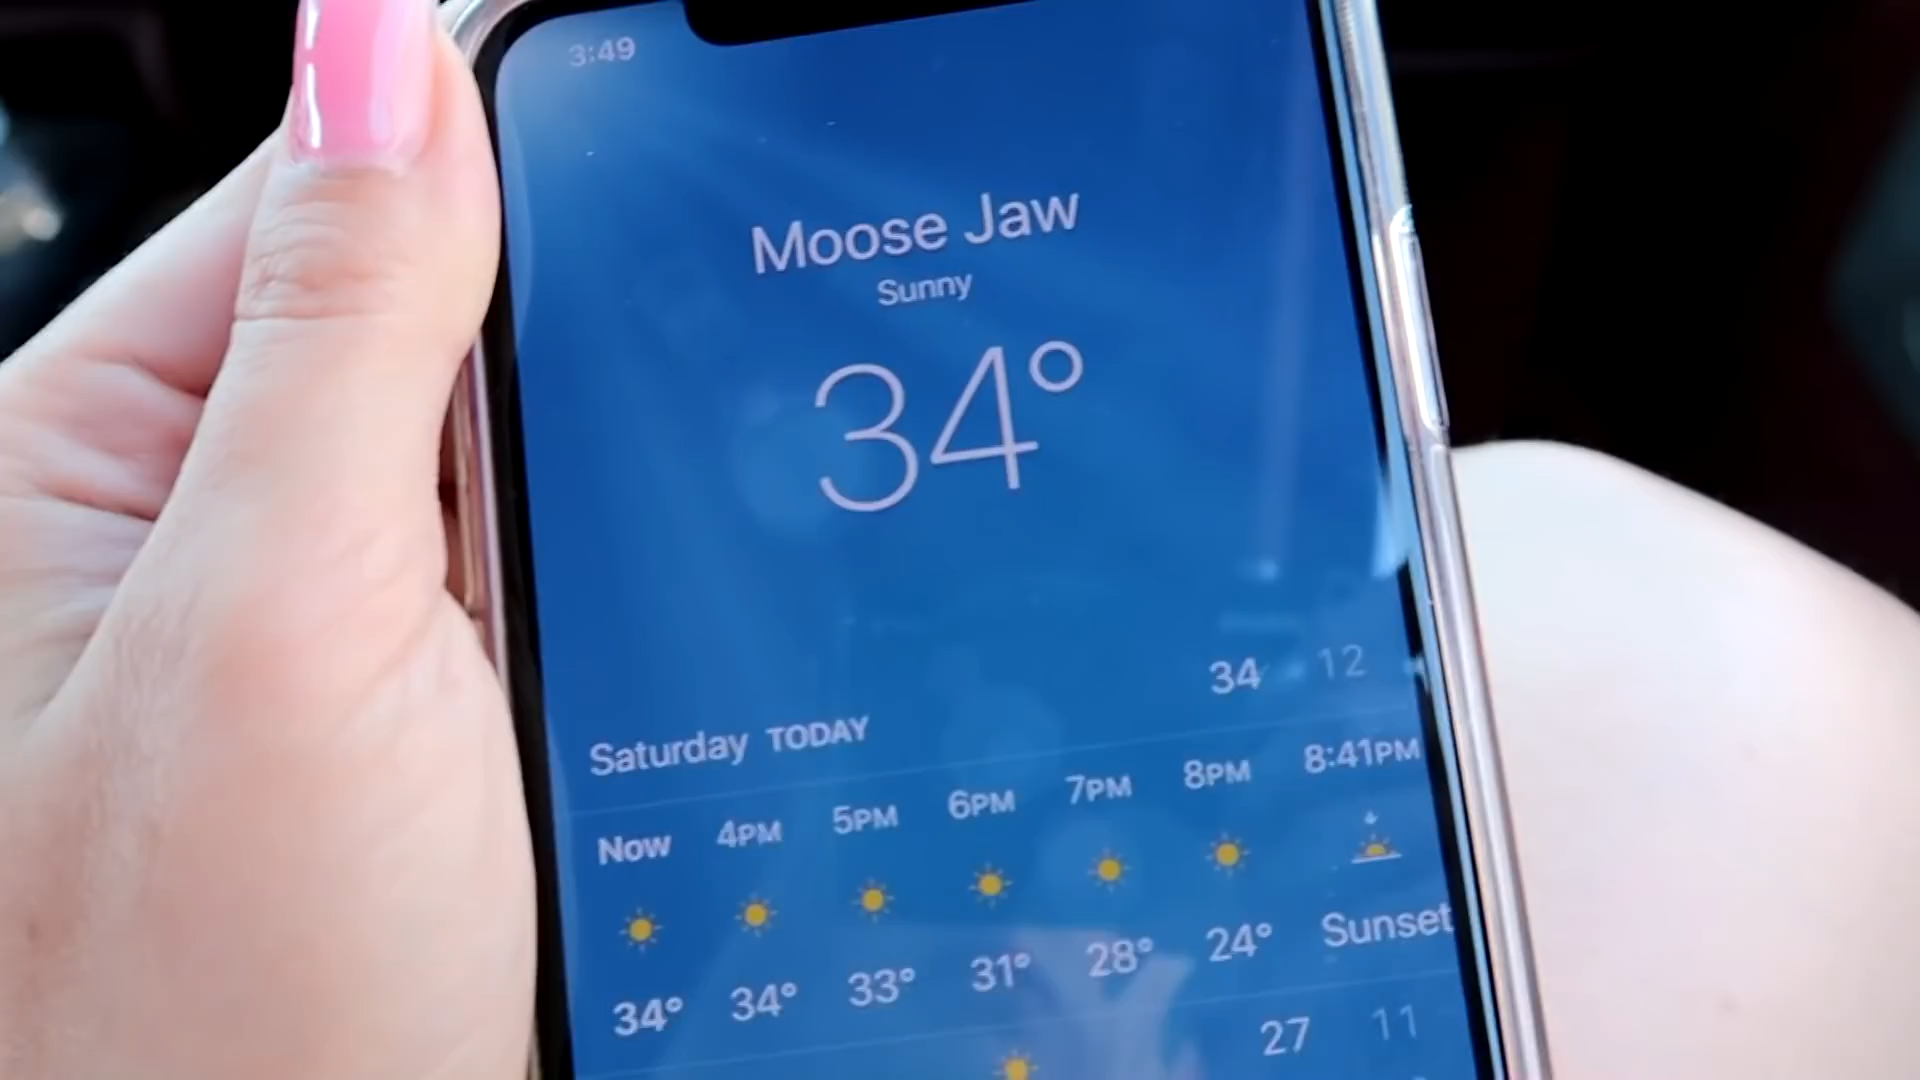 3:49
Moose Jaw
Sunny
34°
Saturday TODAY 34 12
Now 4PM 5PM 6PM 7PM 8PM 8:41PM
34° 34° 33° 31° 28° 24° Sunset
27 11